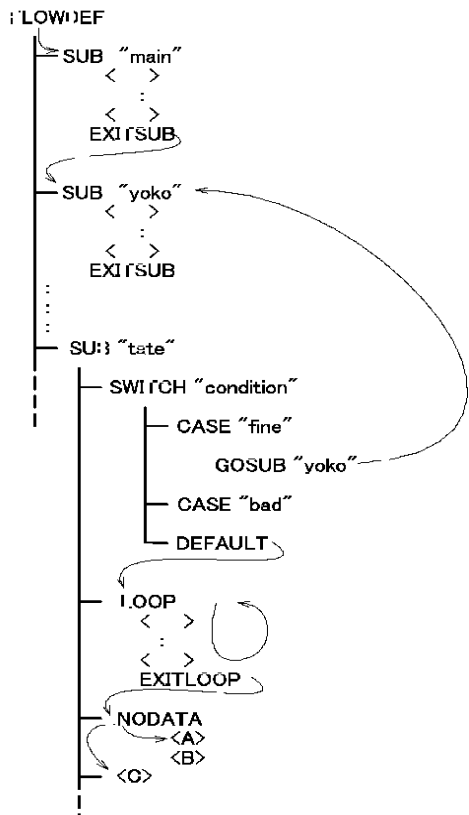 FLOWDEF
SUB "main"
< >
:
< >
EXITSUB
SUB "yoko"
< >
:
< >
EXITSUB
SUB "tate"
SWITCH "condition"
CASE "fine"
GOSUB "yoko"
CASE "bad"
DEFAULT
LOOP
< >
:
< >
EXITLOOP
NODATA
<A>
<B>
<C>